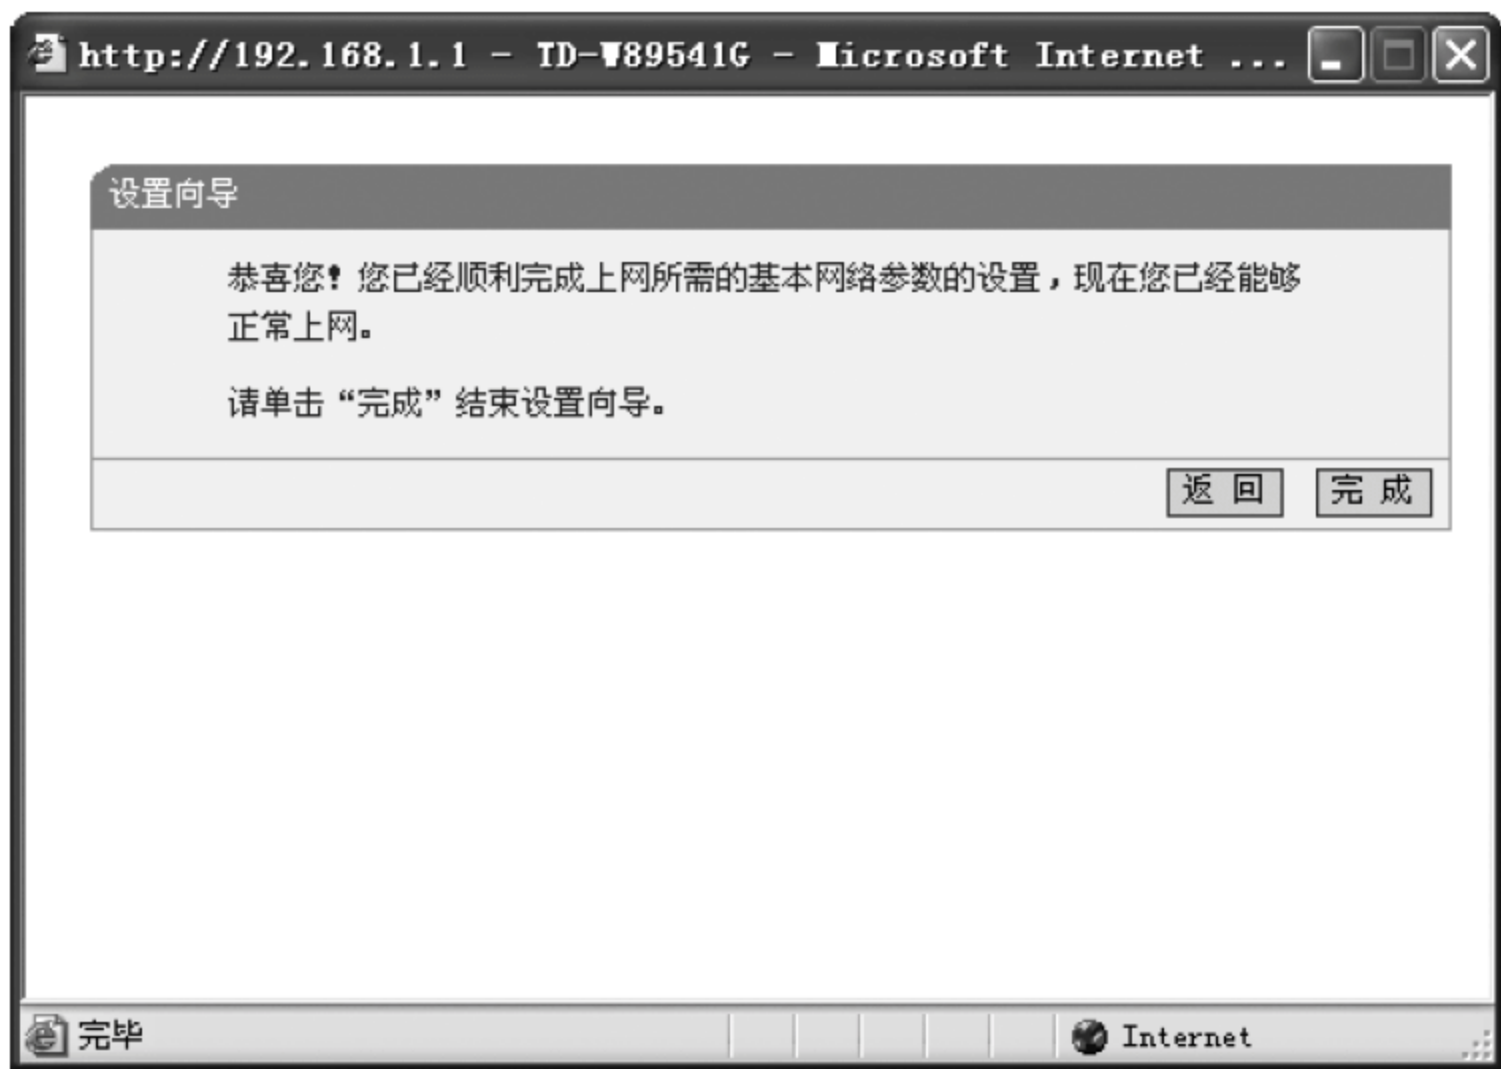 http://192.168.1.1 - TD-W89541G - Microsoft Internet ...
设置向导
恭喜您！您已经顺利完成上网所需的基本网络参数的设置，现在您已经能够
正常上网。
请单击“完成”结束设置向导。
返 回 完 成
完毕 Internet